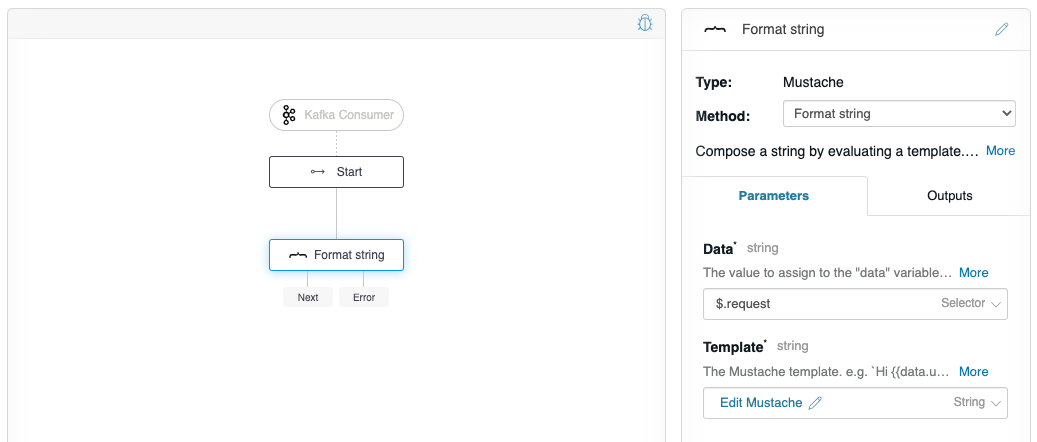 Kafka Consumer
Start
Format string
Next
Error
Format string
Type:
Mustache
Method:
Format string
Compose a string by evaluating a template.... More
Parameters
Outputs
Data* string
The value to assign to the "data" variable... More
$.request
Selector
Template* string
The Mustache template. e.g. `Hi {{data.u... More
Edit Mustache
String